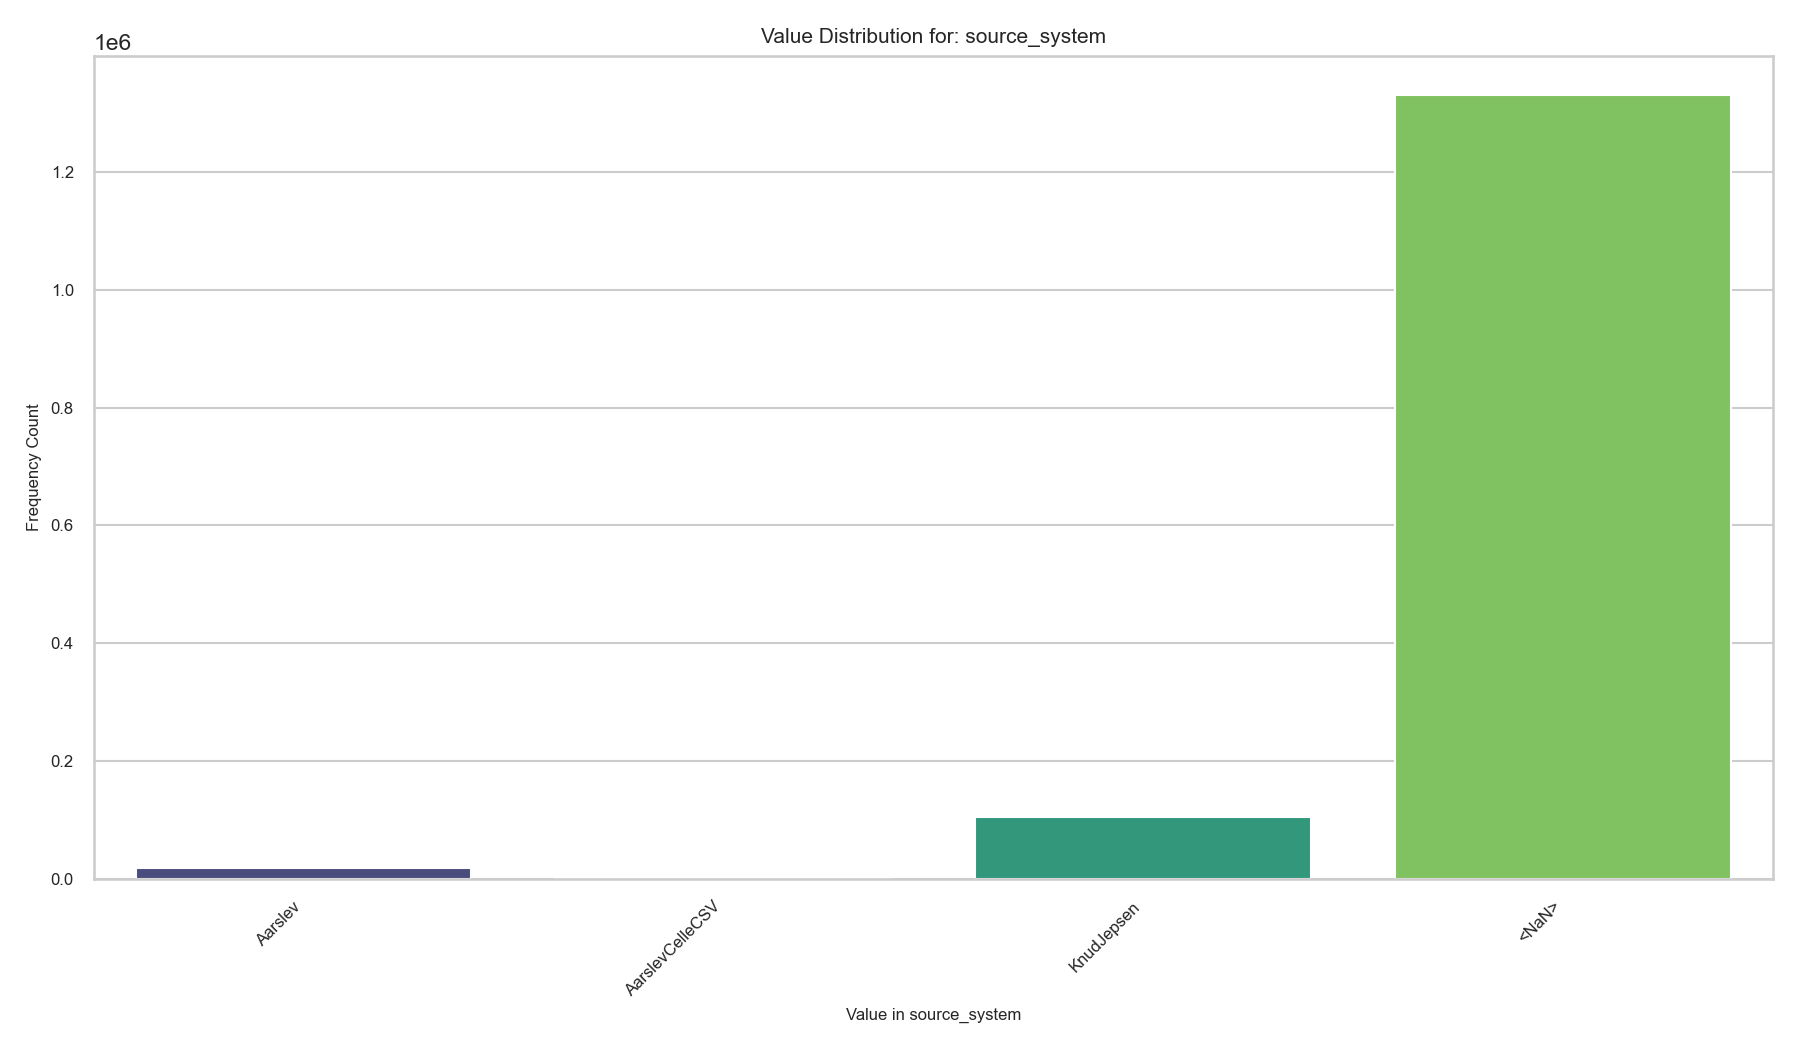 Value Distribution for: source_system
1e6
1.2
1.0
0.8
0.6
0.4
0.2
0.0
Frequency Count
Aarslev
AarslevCelleCSV
KnudJepsen
<NaN>
Value in source_system